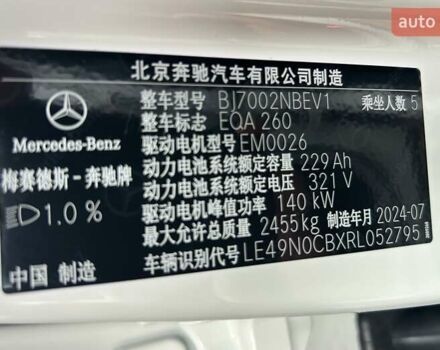 auto
北京奔驰汽车有限公司制造
整车型号 BJ7002NBEV1 乘坐人数 5
整车标志 EQA 260
Mercedes-Benz
驱动电机型号 EM0026
动力电池系统额定容量 229 Ah
梅赛德斯-奔驰牌
动力电池系统额定电压 321 V
1.0 %
驱动电机峰值功率 140 kW
最大允许总质量 2455kg 制造年月 2024-07
中国 制造
车辆识别代号 LE49N0CBXRL052795